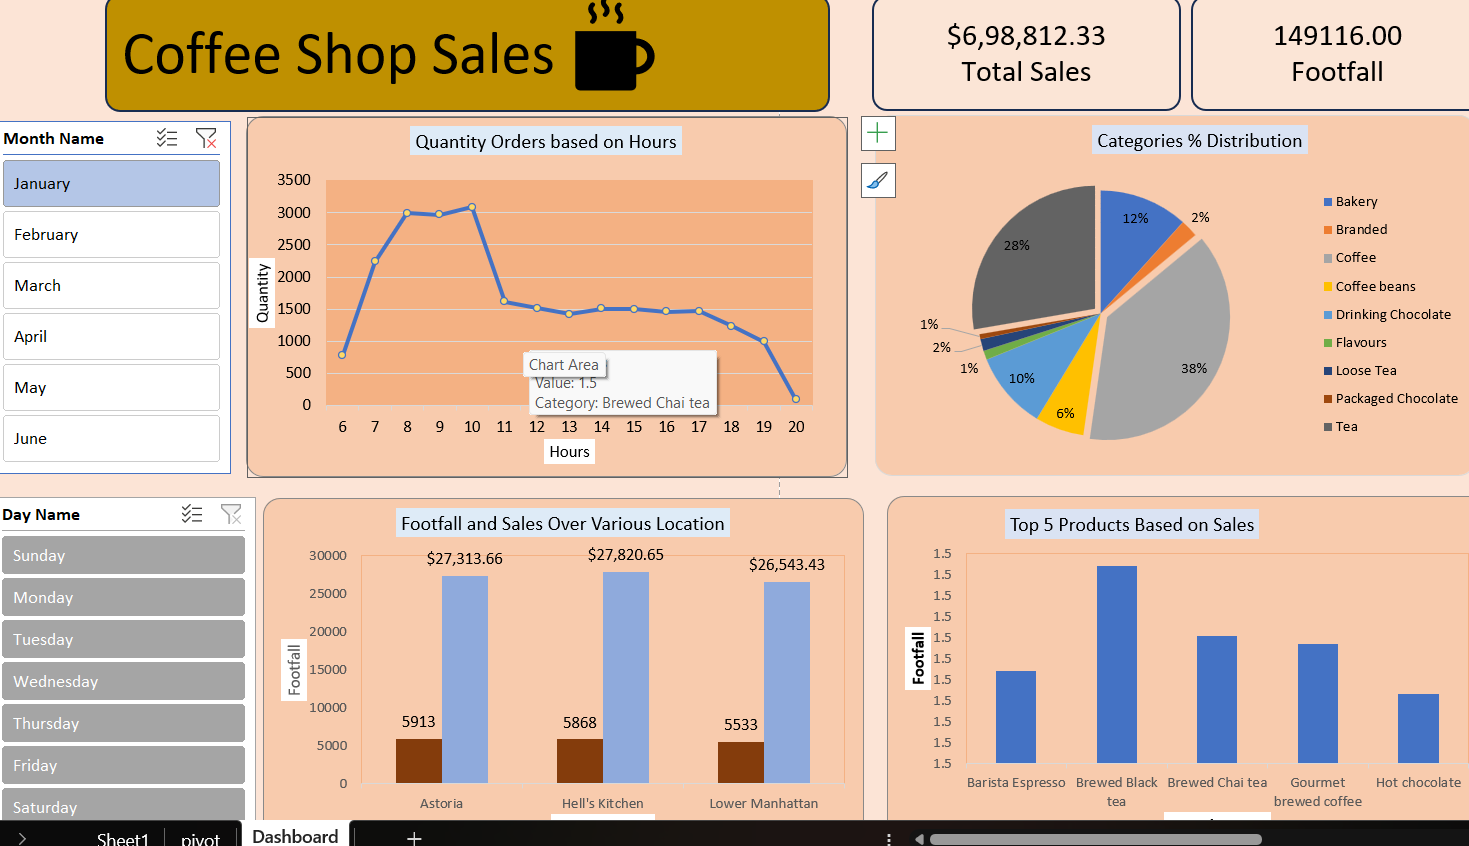 Coffee Shop Sales
$6,98,812.33
Total Sales
149116.00
Footfall
Month Name
January
February
March
April
May
June
Quantity Orders based on Hours
3500
3000
2500
2000
1500
1000
500
0
Quantity
6 7 8 9 10 11 12 13 14 15 16 17 18 19 20
Hours
Chart Area
Value: 1.5
Category: Brewed Chai tea
Categories % Distribution
12%
2%
38%
6%
10%
1%
2%
1%
28%
Bakery
Branded
Coffee
Coffee beans
Drinking Chocolate
Flavours
Loose Tea
Packaged Chocolate
Tea
Day Name
Sunday
Monday
Tuesday
Wednesday
Thursday
Friday
Saturday
Footfall and Sales Over Various Location
30000
25000
20000
15000
10000
5000
0
Footfall
$27,313.66
$27,820.65
$26,543.43
5913
5868
5533
Astoria
Hell's Kitchen
Lower Manhattan
Top 5 Products Based on Sales
1.5
1.5
1.5
1.5
1.5
1.5
1.5
1.5
1.5
1.5
1.5
Footfall
Barista Espresso
Brewed Black
tea
Brewed Chai tea
Gourmet
brewed coffee
Hot chocolate
Sheet1
pivot
Dashboard